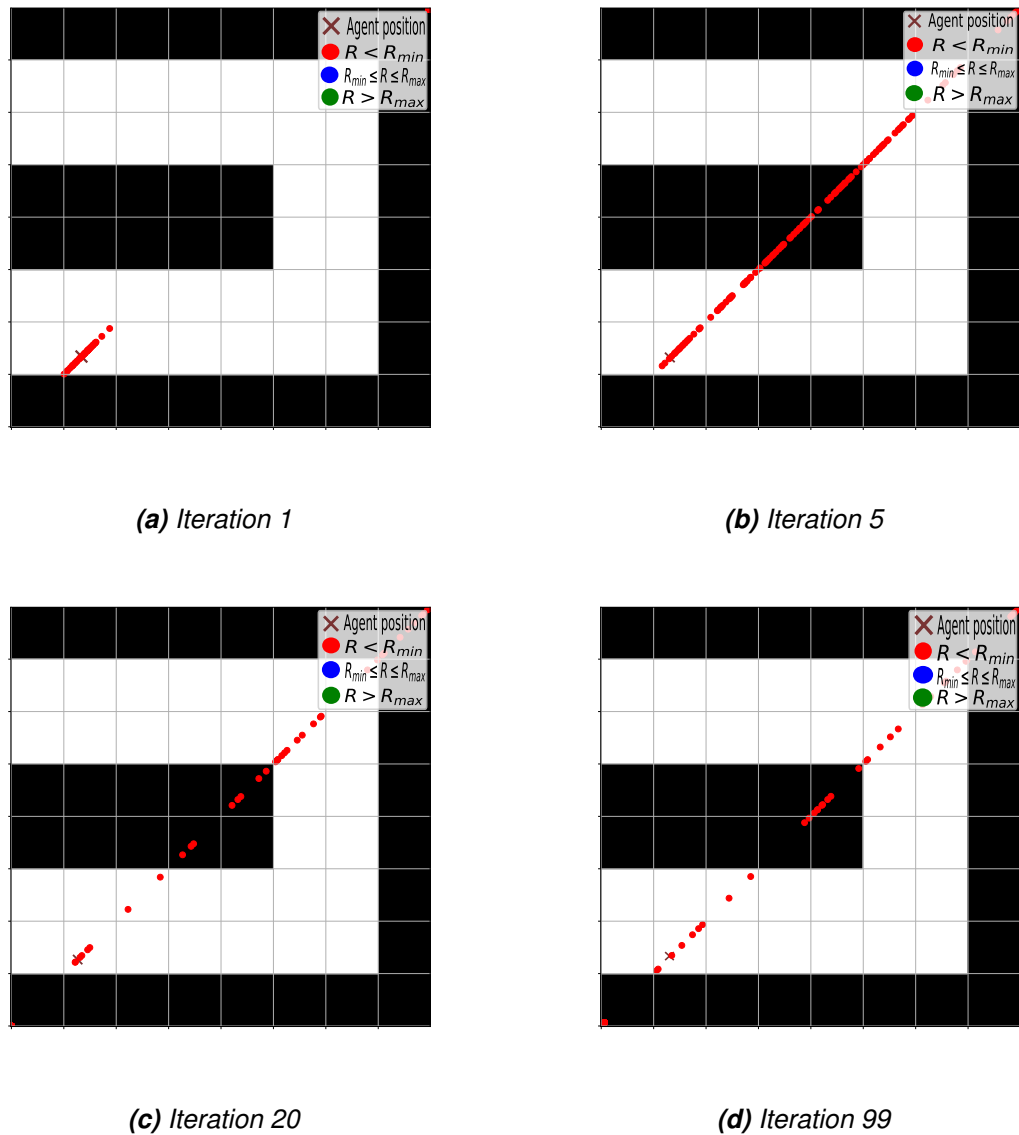 Agent position
R < R_min
R_min ≤ R ≤ R_max
R > R_max
Agent position
R < R_min
R_min ≤ R ≤ R_max
R > R_max
(a) Iteration 1
(b) Iteration 5
Agent position
R < R_min
R_min ≤ R ≤ R_max
R > R_max
Agent position
R < R_min
R_min ≤ R ≤ R_max
R > R_max
(c) Iteration 20
(d) Iteration 99